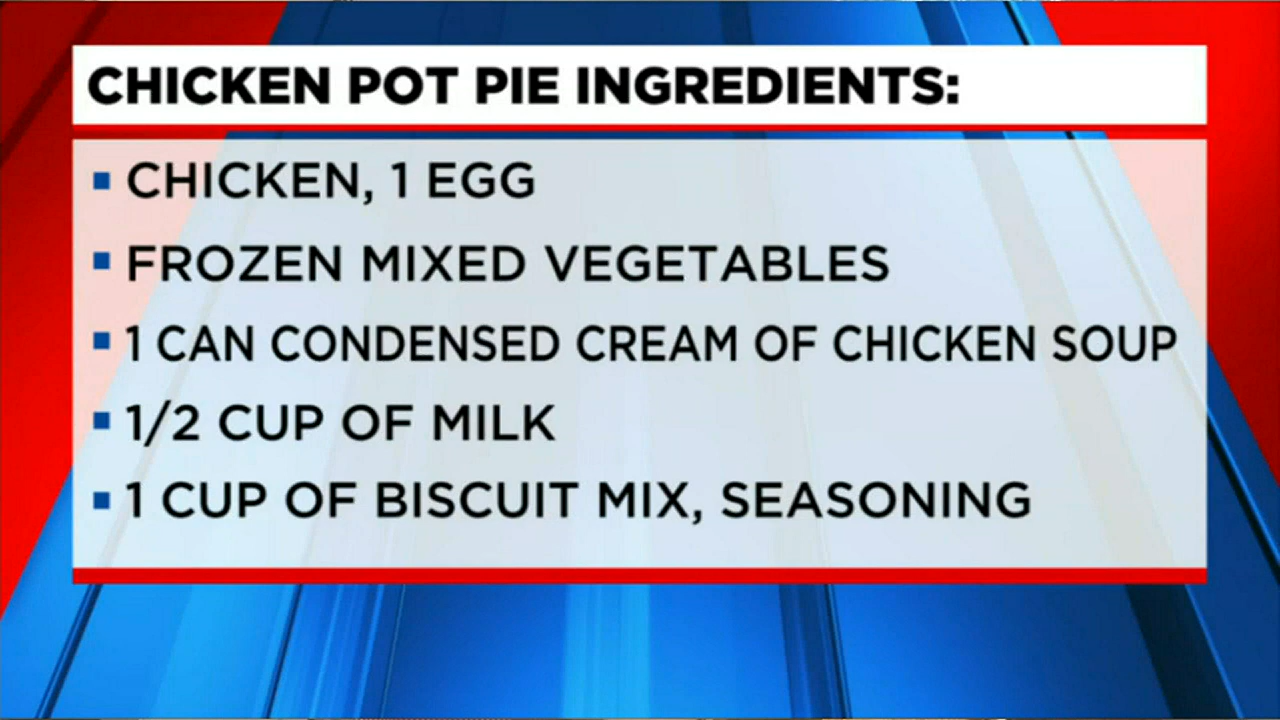 CHICKEN POT PIE INGREDIENTS:
CHICKEN, 1 EGG
FROZEN MIXED VEGETABLES
1 CAN CONDENSED CREAM OF CHICKEN SOUP
1/2 CUP OF MILK
1 CUP OF BISCUIT MIX, SEASONING